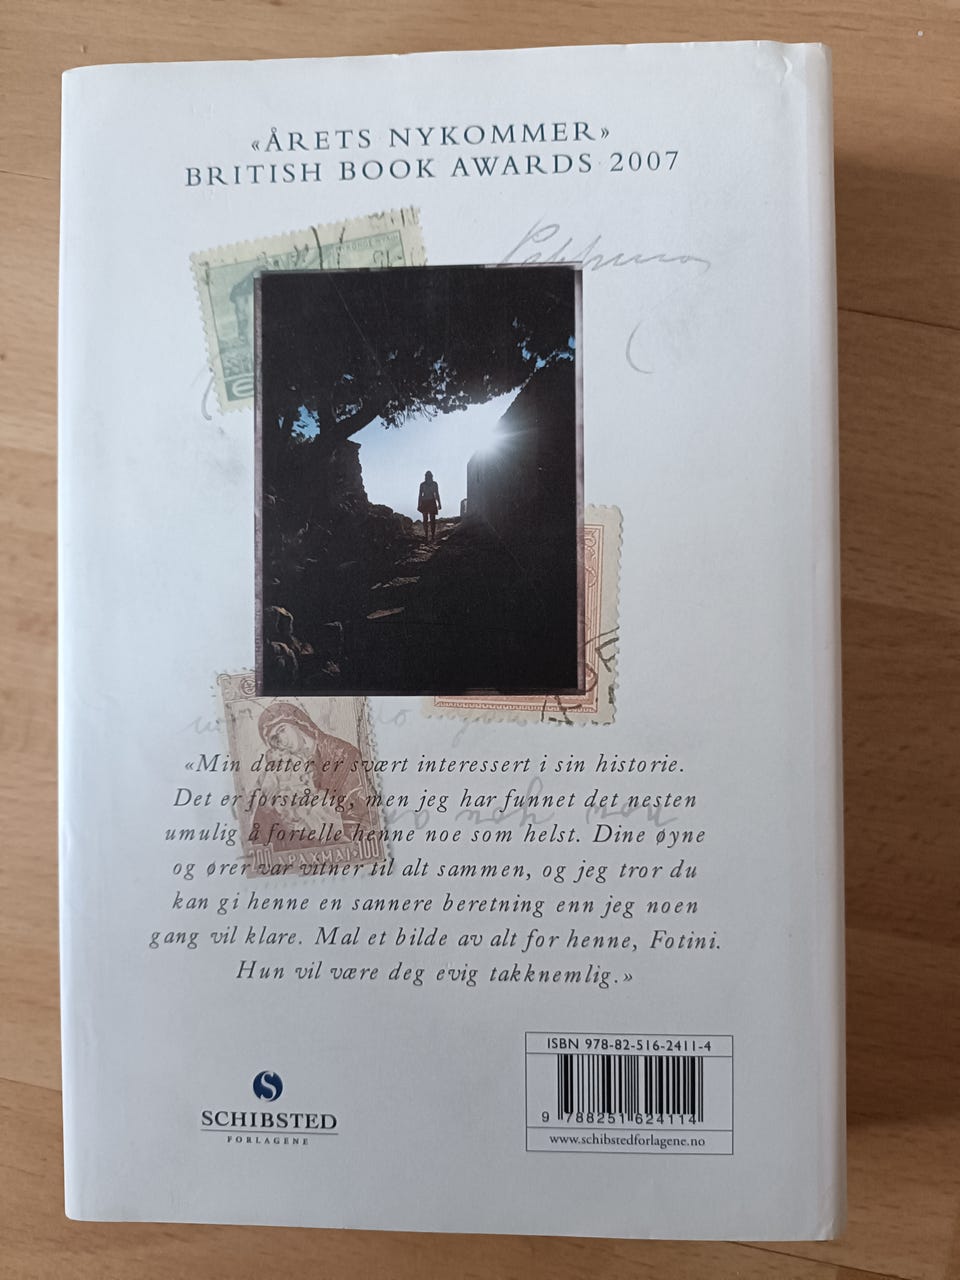 «ÅRETS NYKOMMER»
BRITISH BOOK AWARDS 2007
«Min datter er svært interessert i sin historie.
Det er forståelig, men jeg har funnet det nesten
umulig å fortelle henne noe som helst. Dine øyne
og ører var vitner til alt sammen, og jeg tror du
kan gi henne en sannere beretning enn jeg noen
gang vil klare. Mal et bilde av alt for henne, Fotini.
Hun vil være deg evig takknemlig.»
100 ΔΡΑΧΜΑΙ 100
S
SCHIBSTED
FORLAGENE
ISBN 978-82-516-2411-4
9 788251 624114
www.schibstedforlagene.no